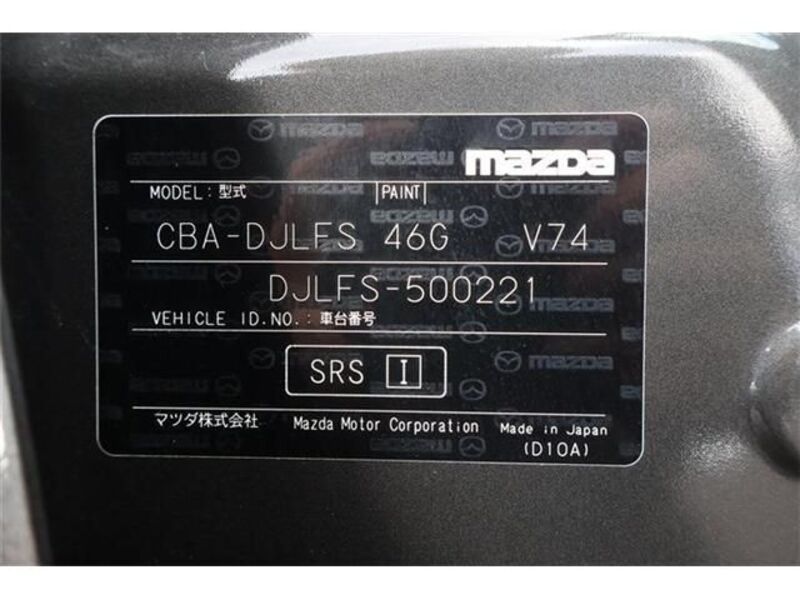 mazda
MODEL: 型式 PAINT
CBA-DJLFS 46G V74
DJLFS-500221
VEHICLE ID.NO.: 車台番号
SRS I
マツダ株式会社 Mazda Motor Corporation Made in Japan
(D10A)